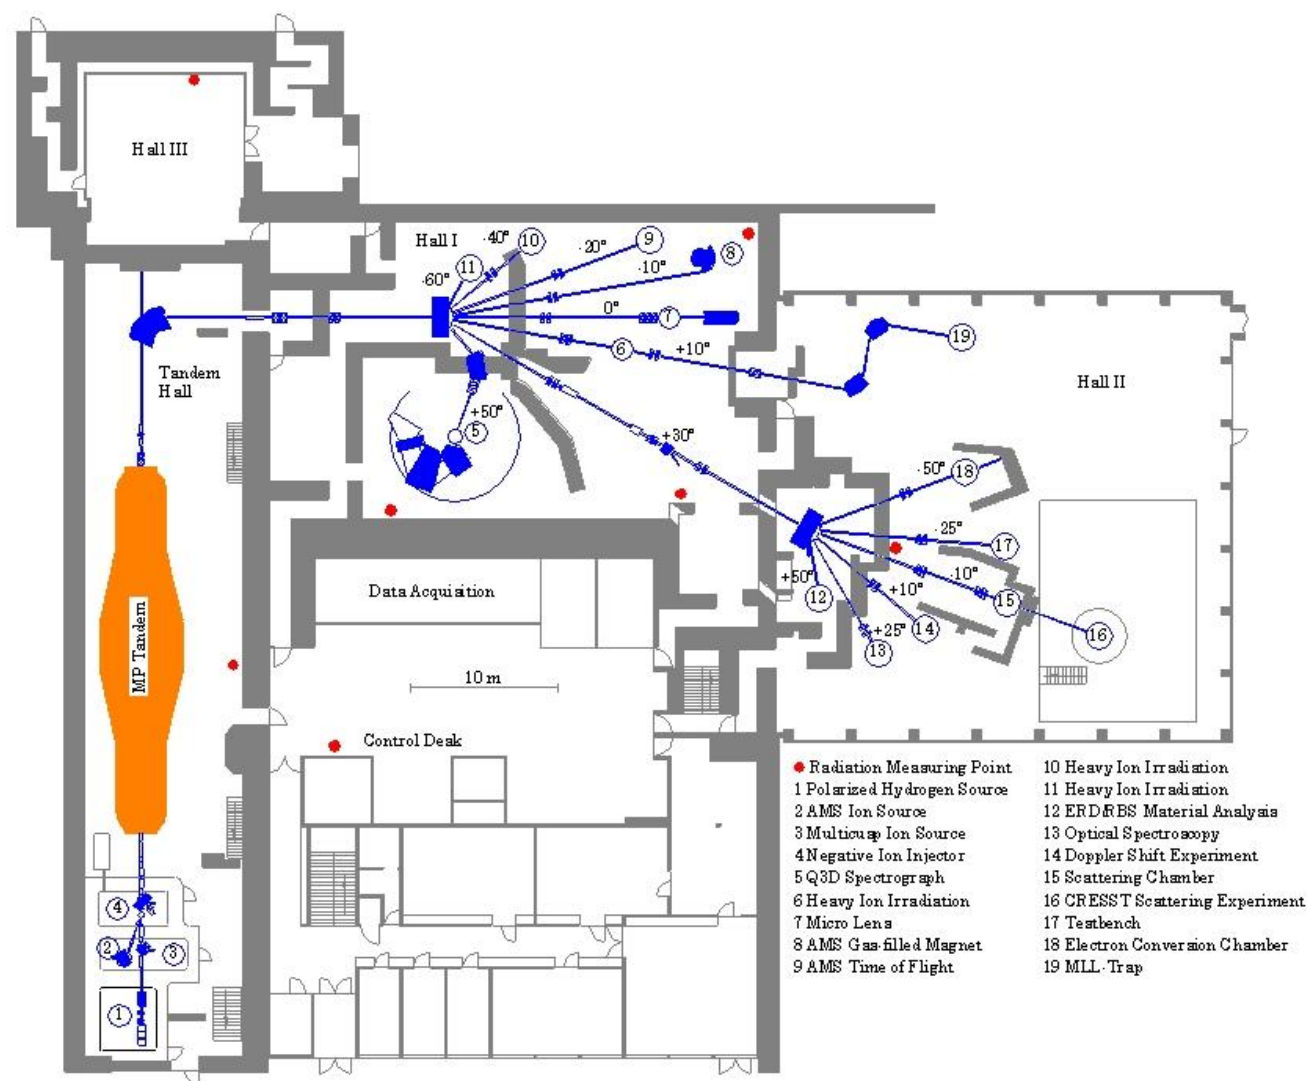 Hall III
Hall I
-40°
10
-20°
9
8
11
-60°
-10°
0°
7
6
+10°
19
Tandem
Hall
Hall II
+50°
5
+30°
-50°
18
-25°
17
-10°
+50°
+10°
12
15
14
16
+25°
13
Data Acquisition
MP Tandem
10 m
Control Desk
4
2
3
1
Radiation Measuring Point
1 Polarized Hydrogen Source
2 AMS Ion Source
3 Multicusp Ion Source
4 Negative Ion Injector
5 Q3D Spectrograph
6 Heavy Ion Irradiation
7 Micro Lens
8 AMS Gas-filled Magnet
9 AMS Time of Flight
10 Heavy Ion Irradiation
11 Heavy Ion Irradiation
12 ERD/RBS Material Analysis
13 Optical Spectroscopy
14 Doppler Shift Experiment
15 Scattering Chamber
16 CRESST Scattering Experiment
17 Testbench
18 Electron Conversion Chamber
19 MLL-Trap